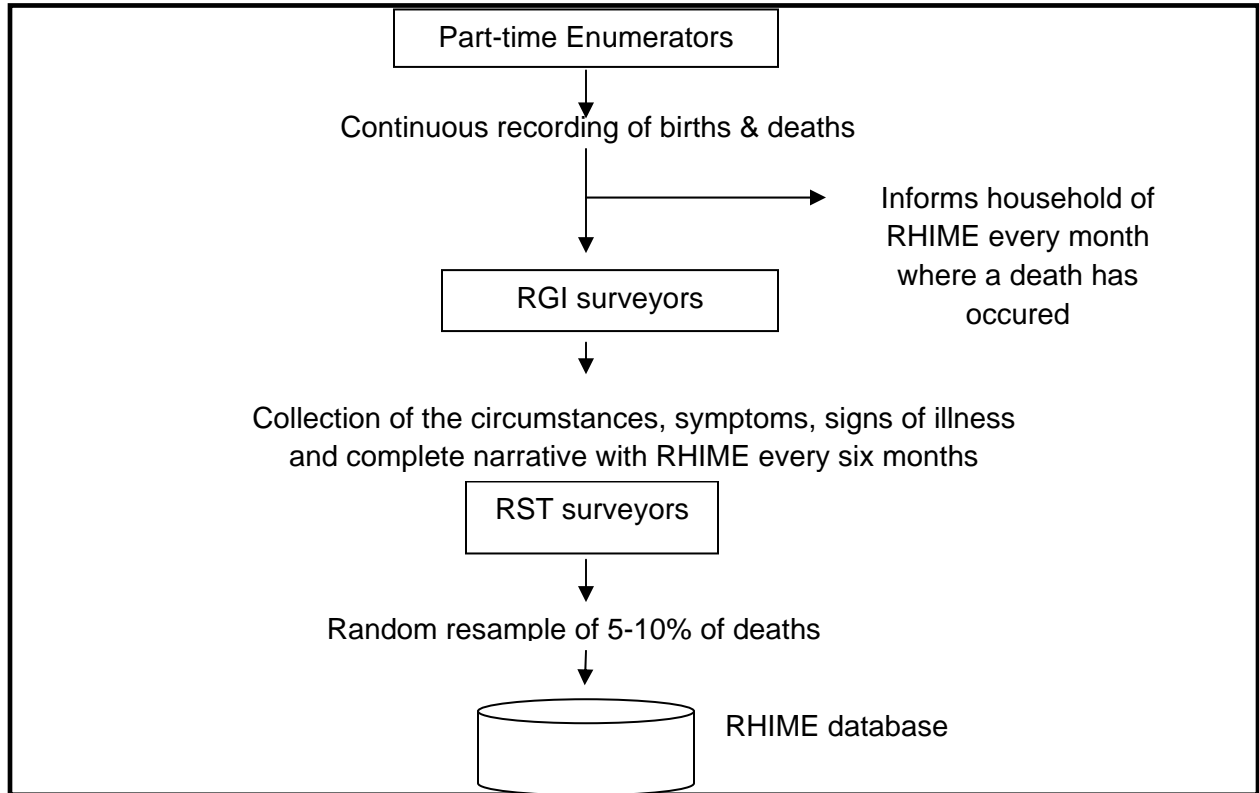 Part-time Enumerators
Continuous recording of births & deaths
Informs household of
RHIME every month
where a death has
occured
RGI surveyors
Collection of the circumstances, symptoms, signs of illness
and complete narrative with RHIME every six months
RST surveyors
Random resample of 5-10% of deaths
RHIME database